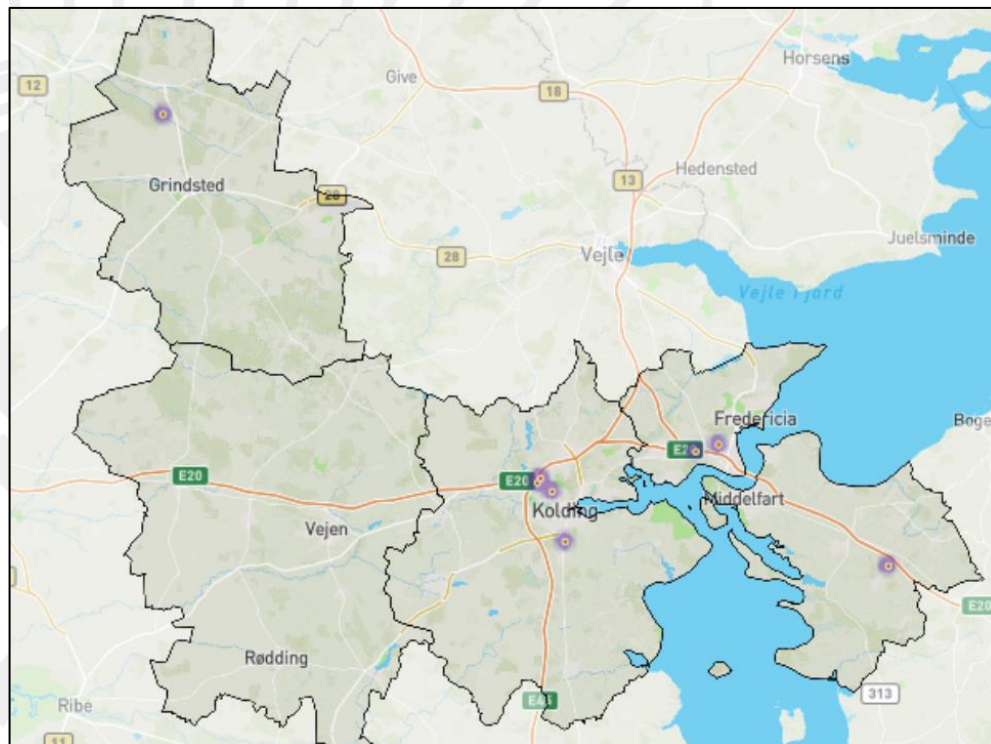 Horsens
Give
12
18
Hedensted
13
Grindsted
28
Juelsminde
28
Vejle
Vejle Fjord
Fredericia
Boge
E20
E20
E20
Middelfart
Kolding
Vejen
E20
Rødding
313
Ribe
E45
11